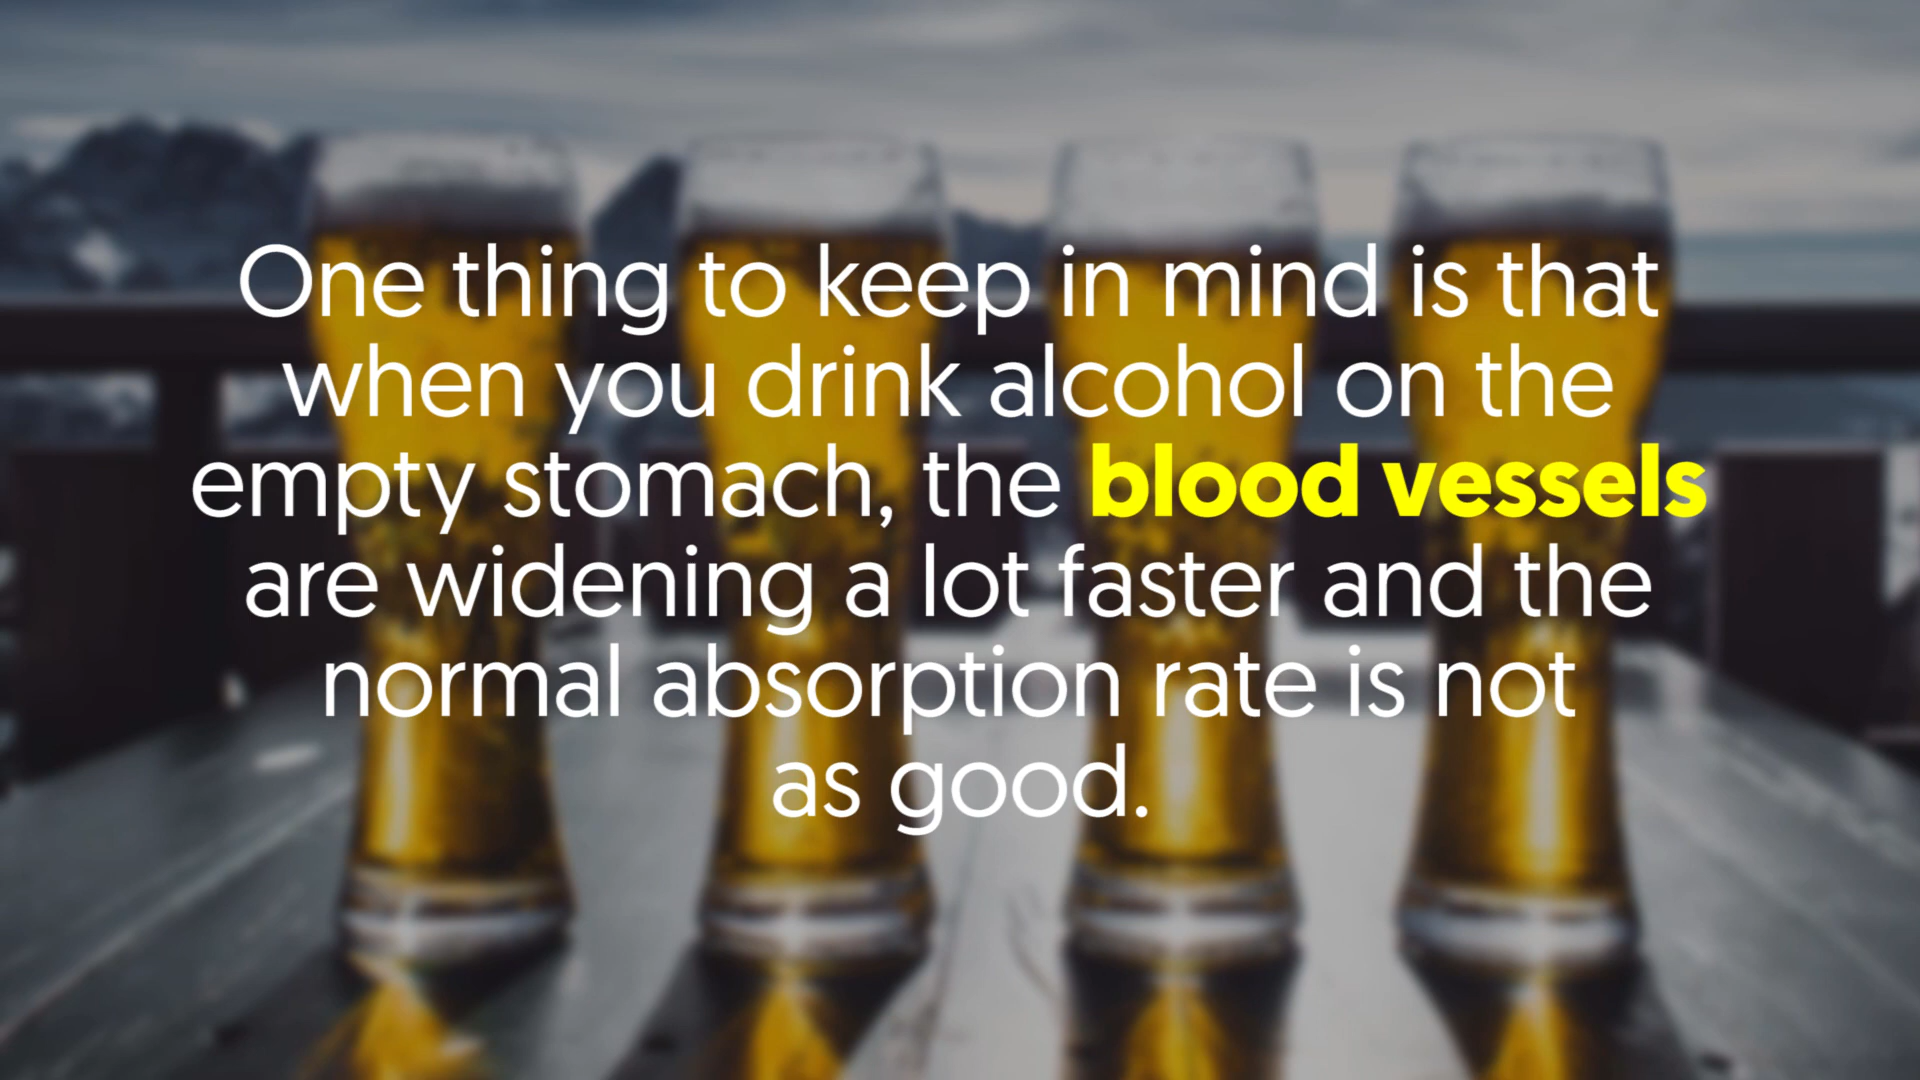 One thing to keep in mind is that
when you drink alcohol on the
empty stomach, the blood vessels
are widening a lot faster and the
normal absorption rate is not
as good.